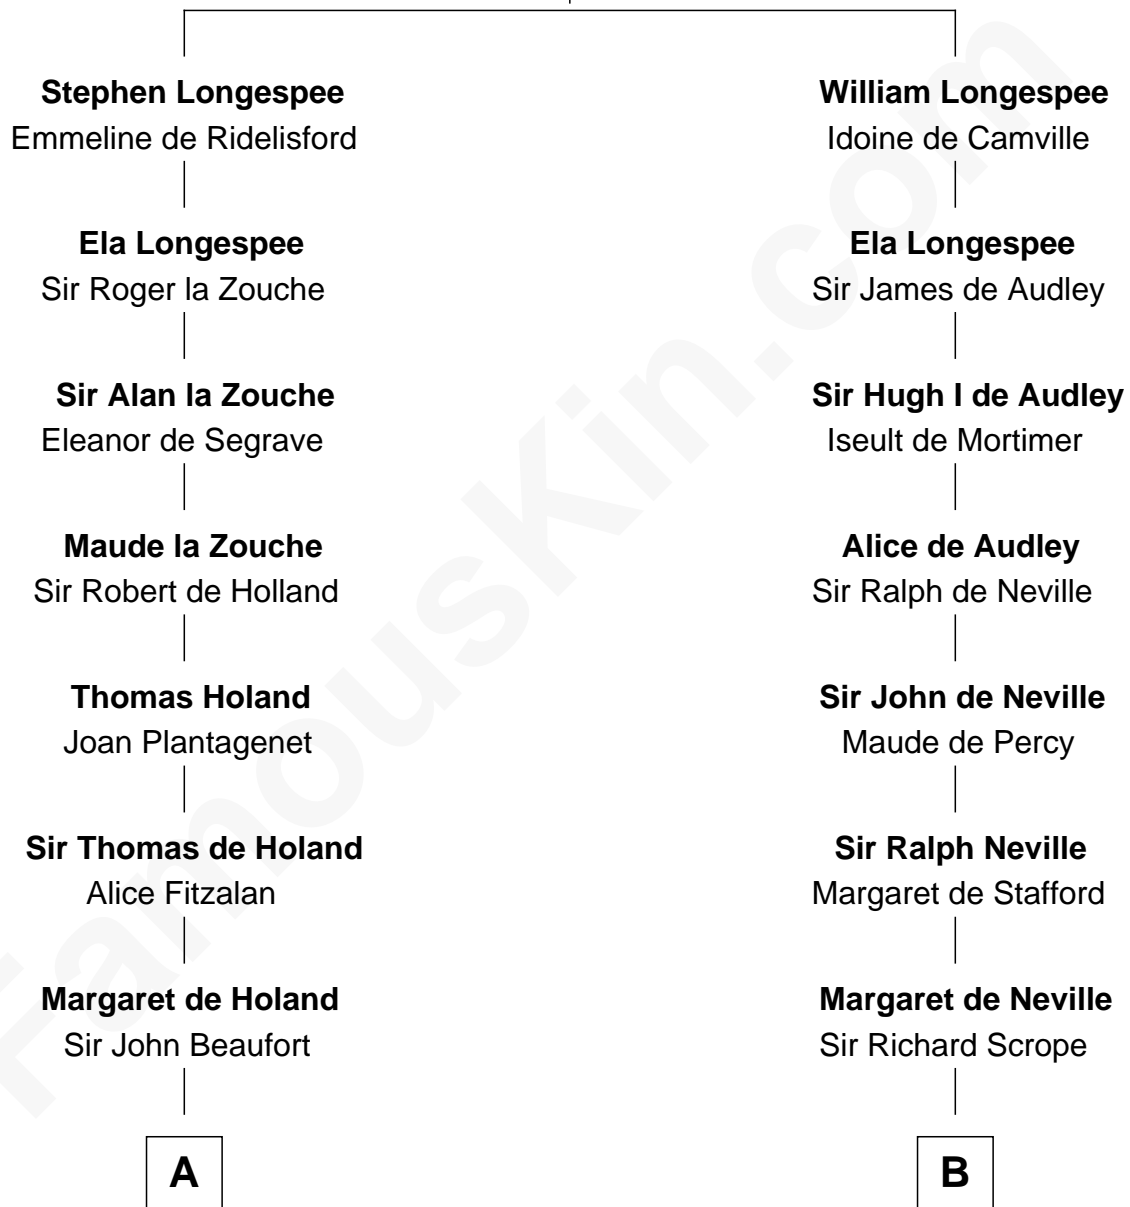 Stephen Longespee
Emmeline de Ridelisford
Ela Longespee
Sir Roger la Zouche
Sir Alan la Zouche
Eleanor de Segrave
Maude la Zouche
Sir Robert de Holland
Thomas Holand
Joan Plantagenet
Sir Thomas de Holand
Alice Fitzalan
Margaret de Holand
Sir John Beaufort
A
William Longespee
Idoine de Camville
Ela Longespee
Sir James de Audley
Sir Hugh I de Audley
Iseult de Mortimer
Alice de Audley
Sir Ralph de Neville
Sir John de Neville
Maude de Percy
Sir Ralph Neville
Margaret de Stafford
Margaret de Neville
Sir Richard Scrope
B
FamousKin.com